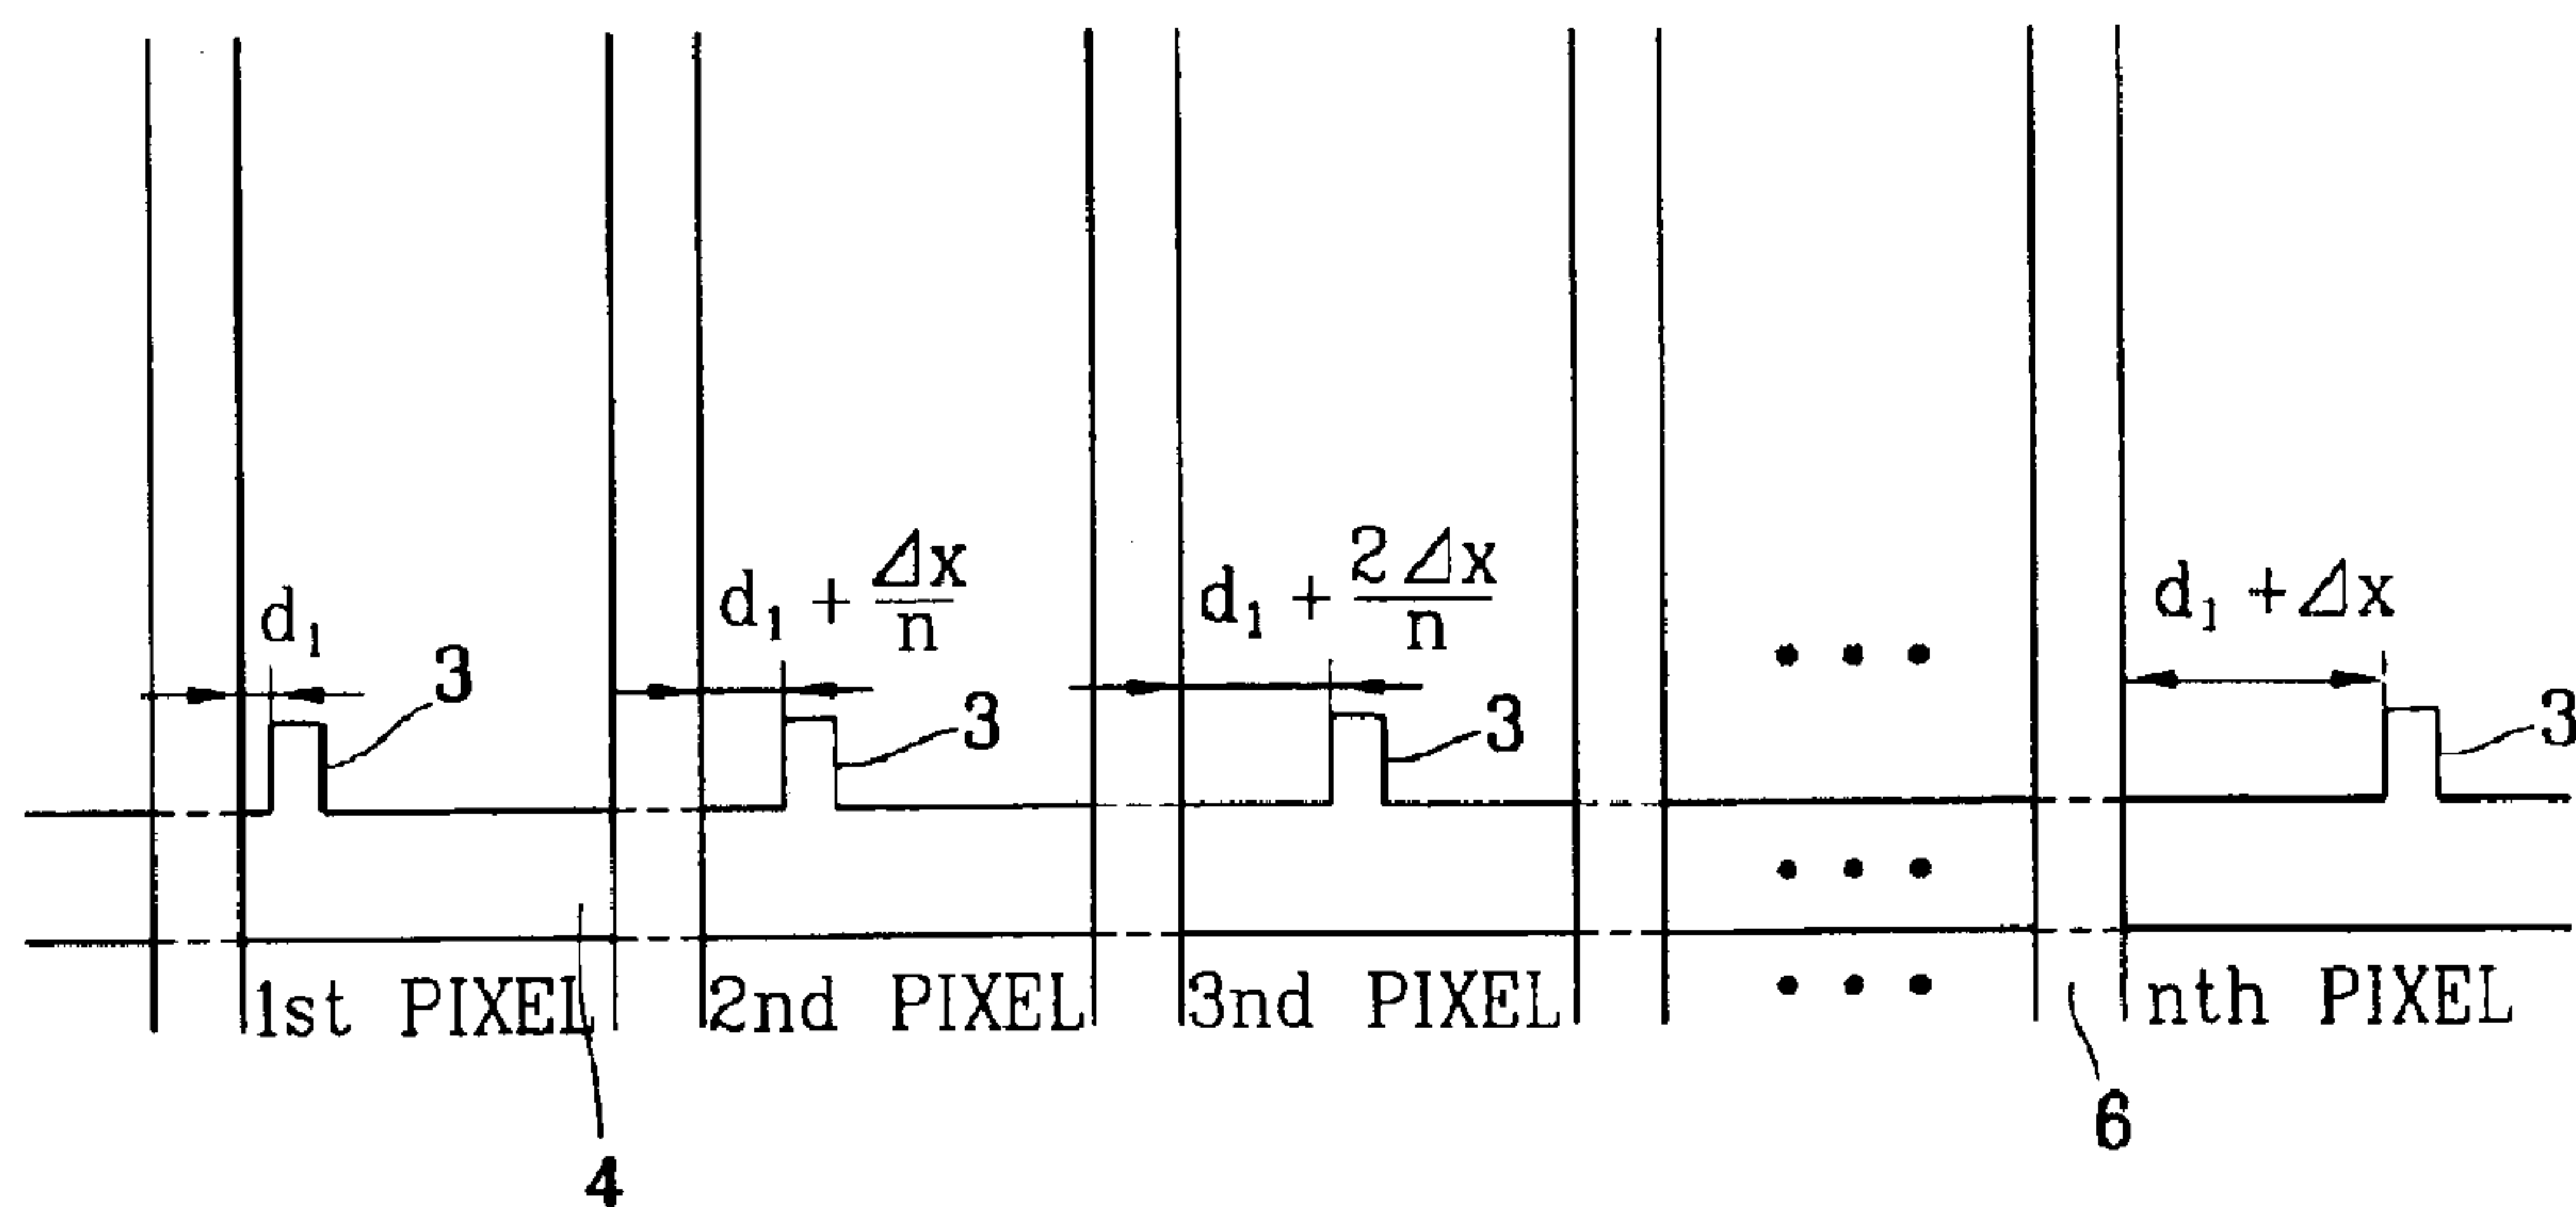 d₁
d₁ + Δx/n
d₁ + 2Δx/n
d₁ + Δx
3
3
3
3
1st PIXEL
2nd PIXEL
3nd PIXEL
nth PIXEL
4
6